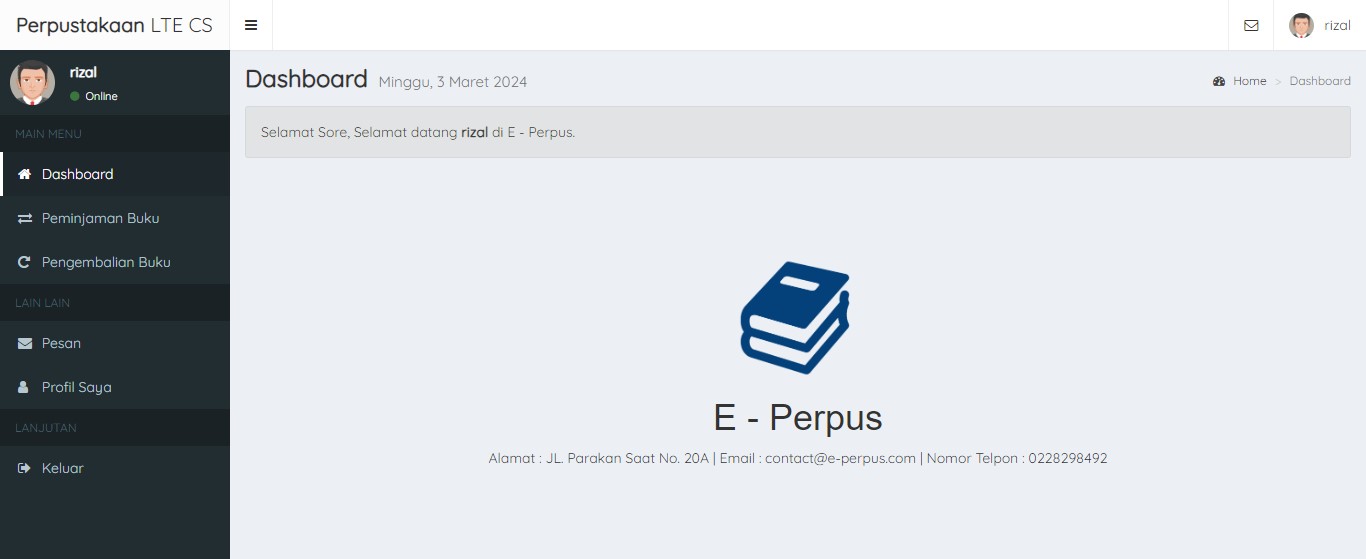 Perpustakaan LTE CS
rizal
rizal
Online
MAIN MENU
Dashboard
Peminjaman Buku
Pengembalian Buku
LAIN LAIN
Pesan
Profil Saya
LANJUTAN
Keluar
Dashboard Minggu, 3 Maret 2024
Home > Dashboard
Selamat Sore, Selamat datang rizal di E - Perpus.
E - Perpus
Alamat : JL. Parakan Saat No. 20A | Email : contact@e-perpus.com | Nomor Telpon : 0228298492